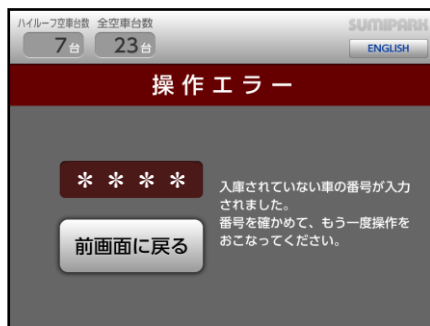 ハイルーフ空車台数 全空車台数
7台 23台
SUMIPARK
ENGLISH
操作エラー
＊＊＊＊
入庫されていない車の番号が入力
されました。
番号を確かめて、もう一度操作を
おこなってください。
前画面に戻る